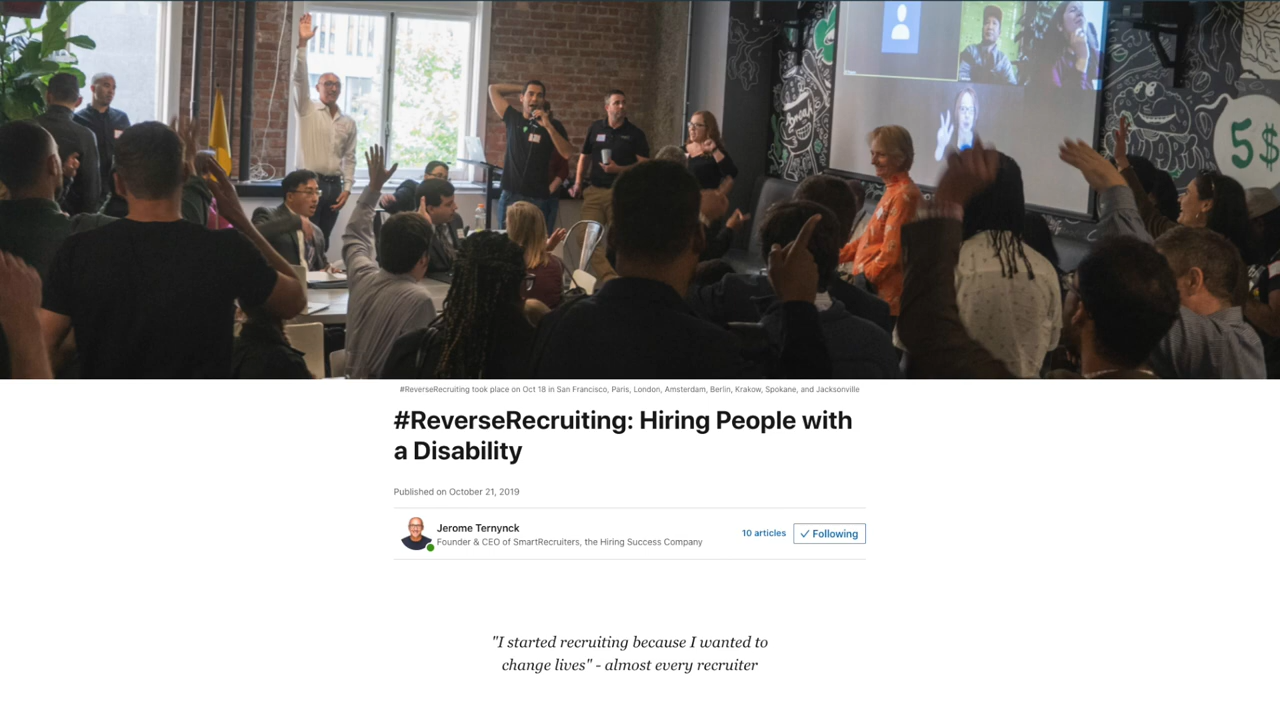 5$
#ReverseRecruiting took place on Oct 18 in San Francisco, Paris, London, Amsterdam, Berlin, Krakow, Spokane, and Jacksonville
#ReverseRecruiting: Hiring People with
a Disability
Published on October 21, 2019
Jerome Ternynck
Founder & CEO of SmartRecruiters, the Hiring Success Company
10 articles
Following
"I started recruiting because I wanted to
change lives" - almost every recruiter